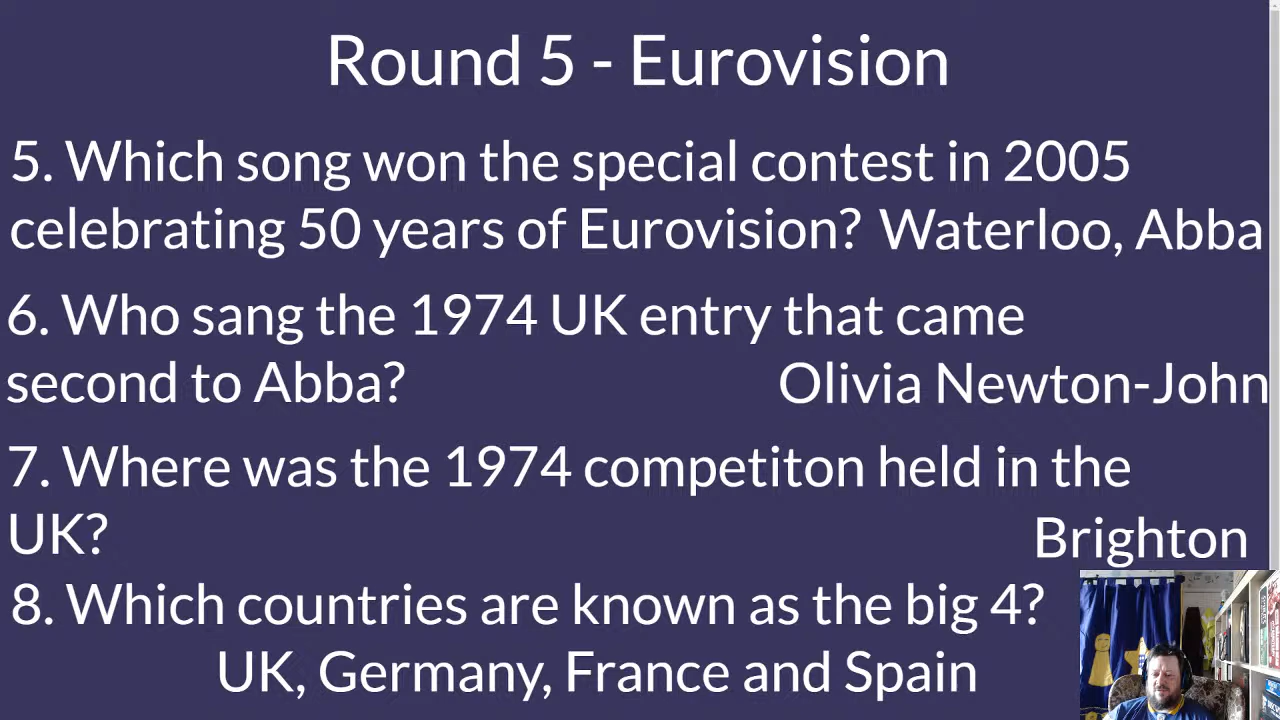 Round 5 - Eurovision
5. Which song won the special contest in 2005
celebrating 50 years of Eurovision? Waterloo, Abba
6. Who sang the 1974 UK entry that came
second to Abba? Olivia Newton-John
7. Where was the 1974 competiton held in the
UK? Brighton
8. Which countries are known as the big 4?
UK, Germany, France and Spain